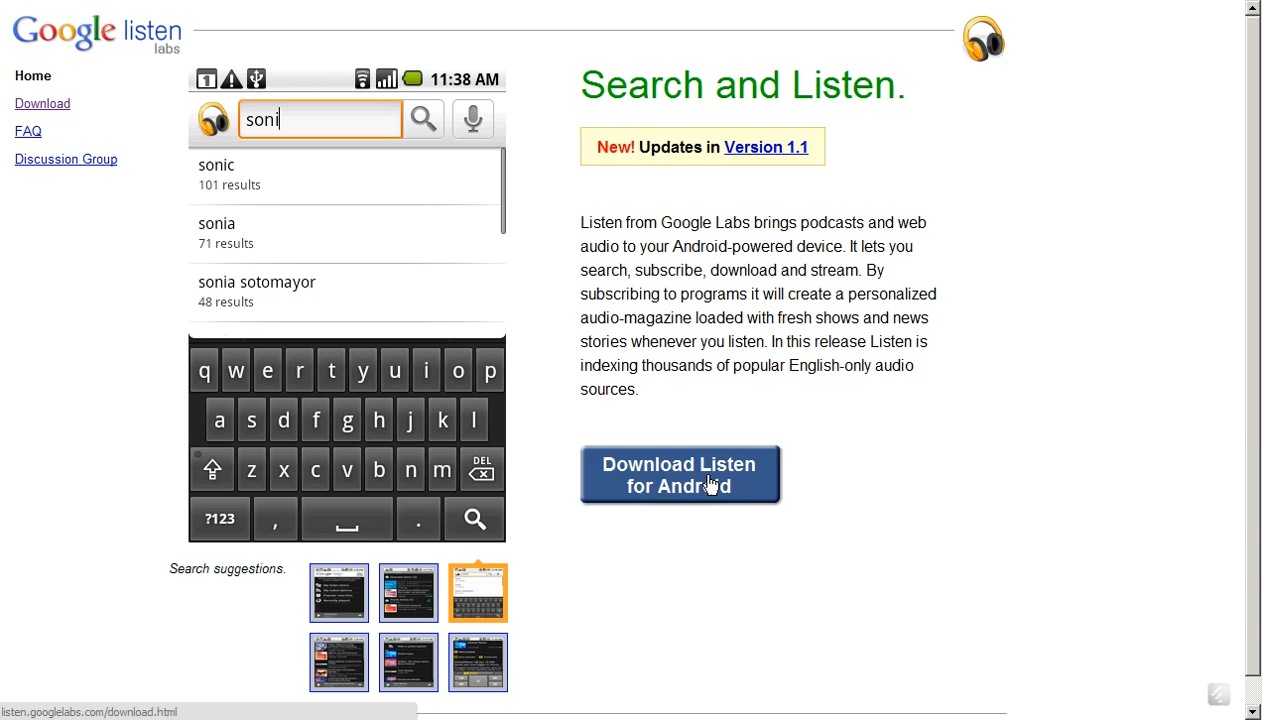 Google listen
labs
Home
Download
FAQ
Discussion Group
1 11:38 AM
soni
sonic
101 results
sonia
71 results
sonia sotomayor
48 results
q w e r t y u i o p
a s d f g h j k l
z x c v b n m DEL
?123 , .
Search suggestions.
Search and Listen.
New! Updates in Version 1.1
Listen from Google Labs brings podcasts and web
audio to your Android-powered device. It lets you
search, subscribe, download and stream. By
subscribing to programs it will create a personalized
audio-magazine loaded with fresh shows and news
stories whenever you listen. In this release Listen is
indexing thousands of popular English-only audio
sources.
Download Listen
for Android
listen.googlelabs.com/download.html